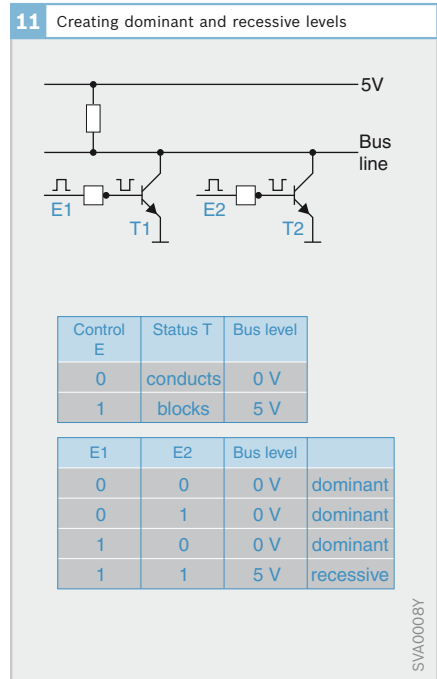 11 Creating dominant and recessive levels
5V
Bus
line
E1
T1
E2
T2
Control
E
Status T
Bus level
0 conducts 0 V
1 blocks 5 V
E1 E2 Bus level
0 0 0 V dominant
0 1 0 V dominant
1 0 0 V dominant
1 1 5 V recessive
SVA0008Y